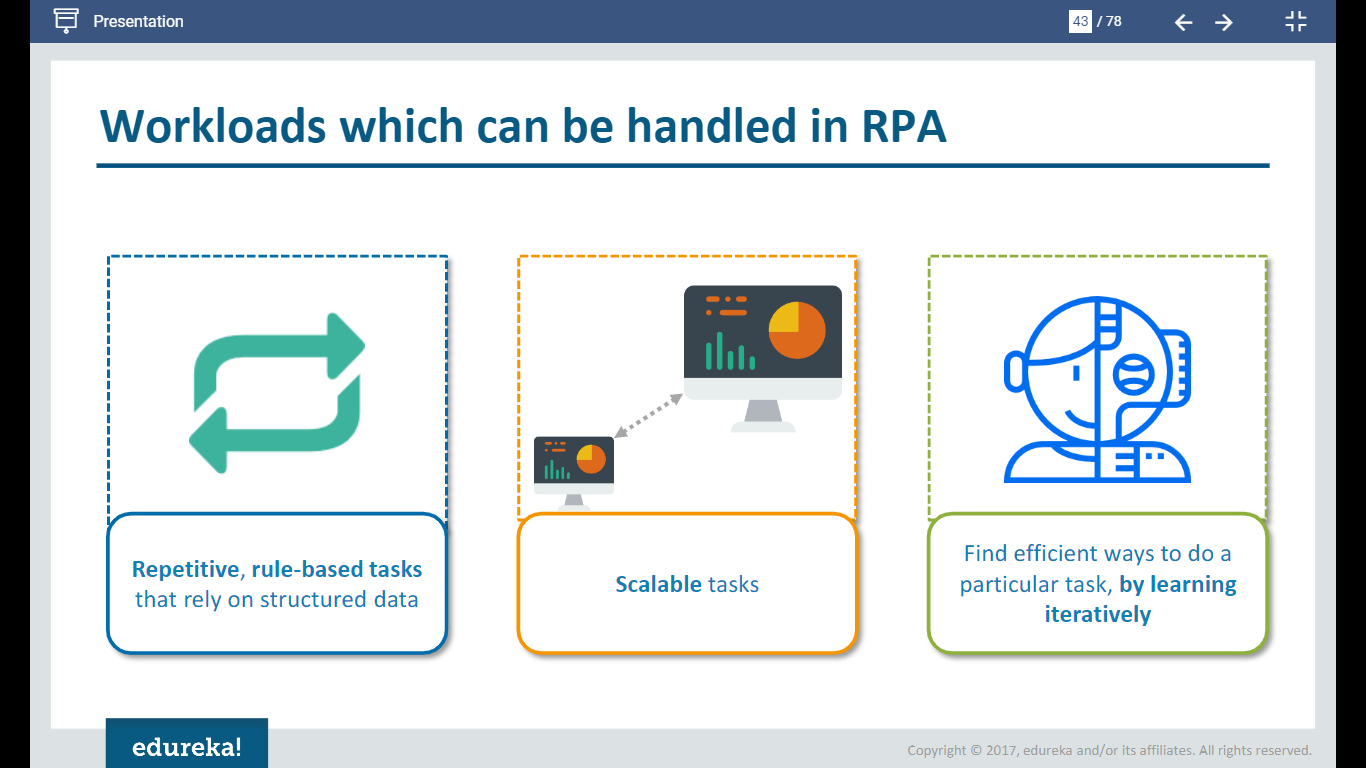 Presentation
43 / 78
Workloads which can be handled in RPA
Repetitive, rule-based tasks
that rely on structured data
Scalable tasks
Find efficient ways to do a
particular task, by learning
iteratively
edureka!
Copyright © 2017, edureka and/or its affiliates. All rights reserved.